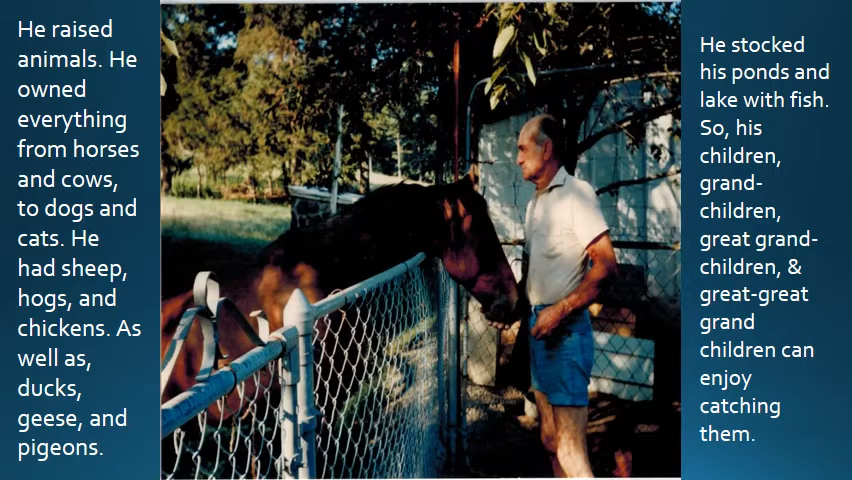 He raised
animals. He
owned
everything
from horses
and cows,
to dogs and
cats. He
had sheep,
hogs, and
chickens. As
well as,
ducks,
geese, and
pigeons.
He stocked
his ponds and
lake with fish.
So, his
children,
grand-
children,
great grand-
children, &
great-great
grand
children can
enjoy
catching
them.